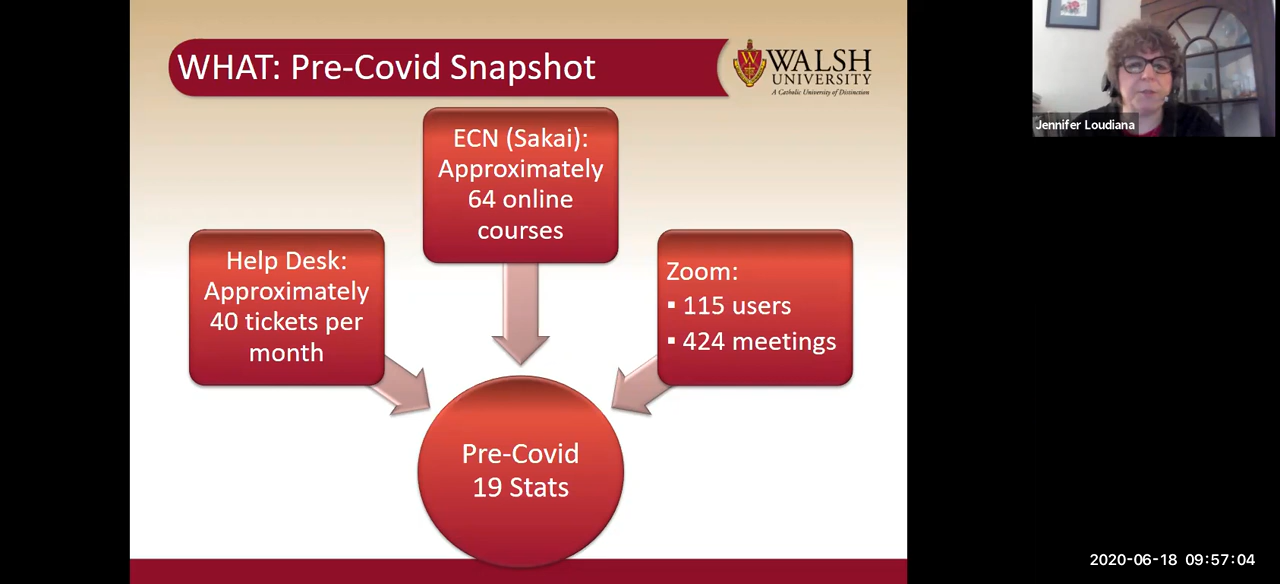 WHAT: Pre-Covid Snapshot
W
WALSH
UNIVERSITY
A Catholic University of Distinction
ECN (Sakai):
Approximately
64 online
courses
Help Desk:
Approximately
40 tickets per
month
Zoom:
▪ 115 users
▪ 424 meetings
Pre-Covid
19 Stats
Jennifer Loudiana
2020-06-18 09:57:04